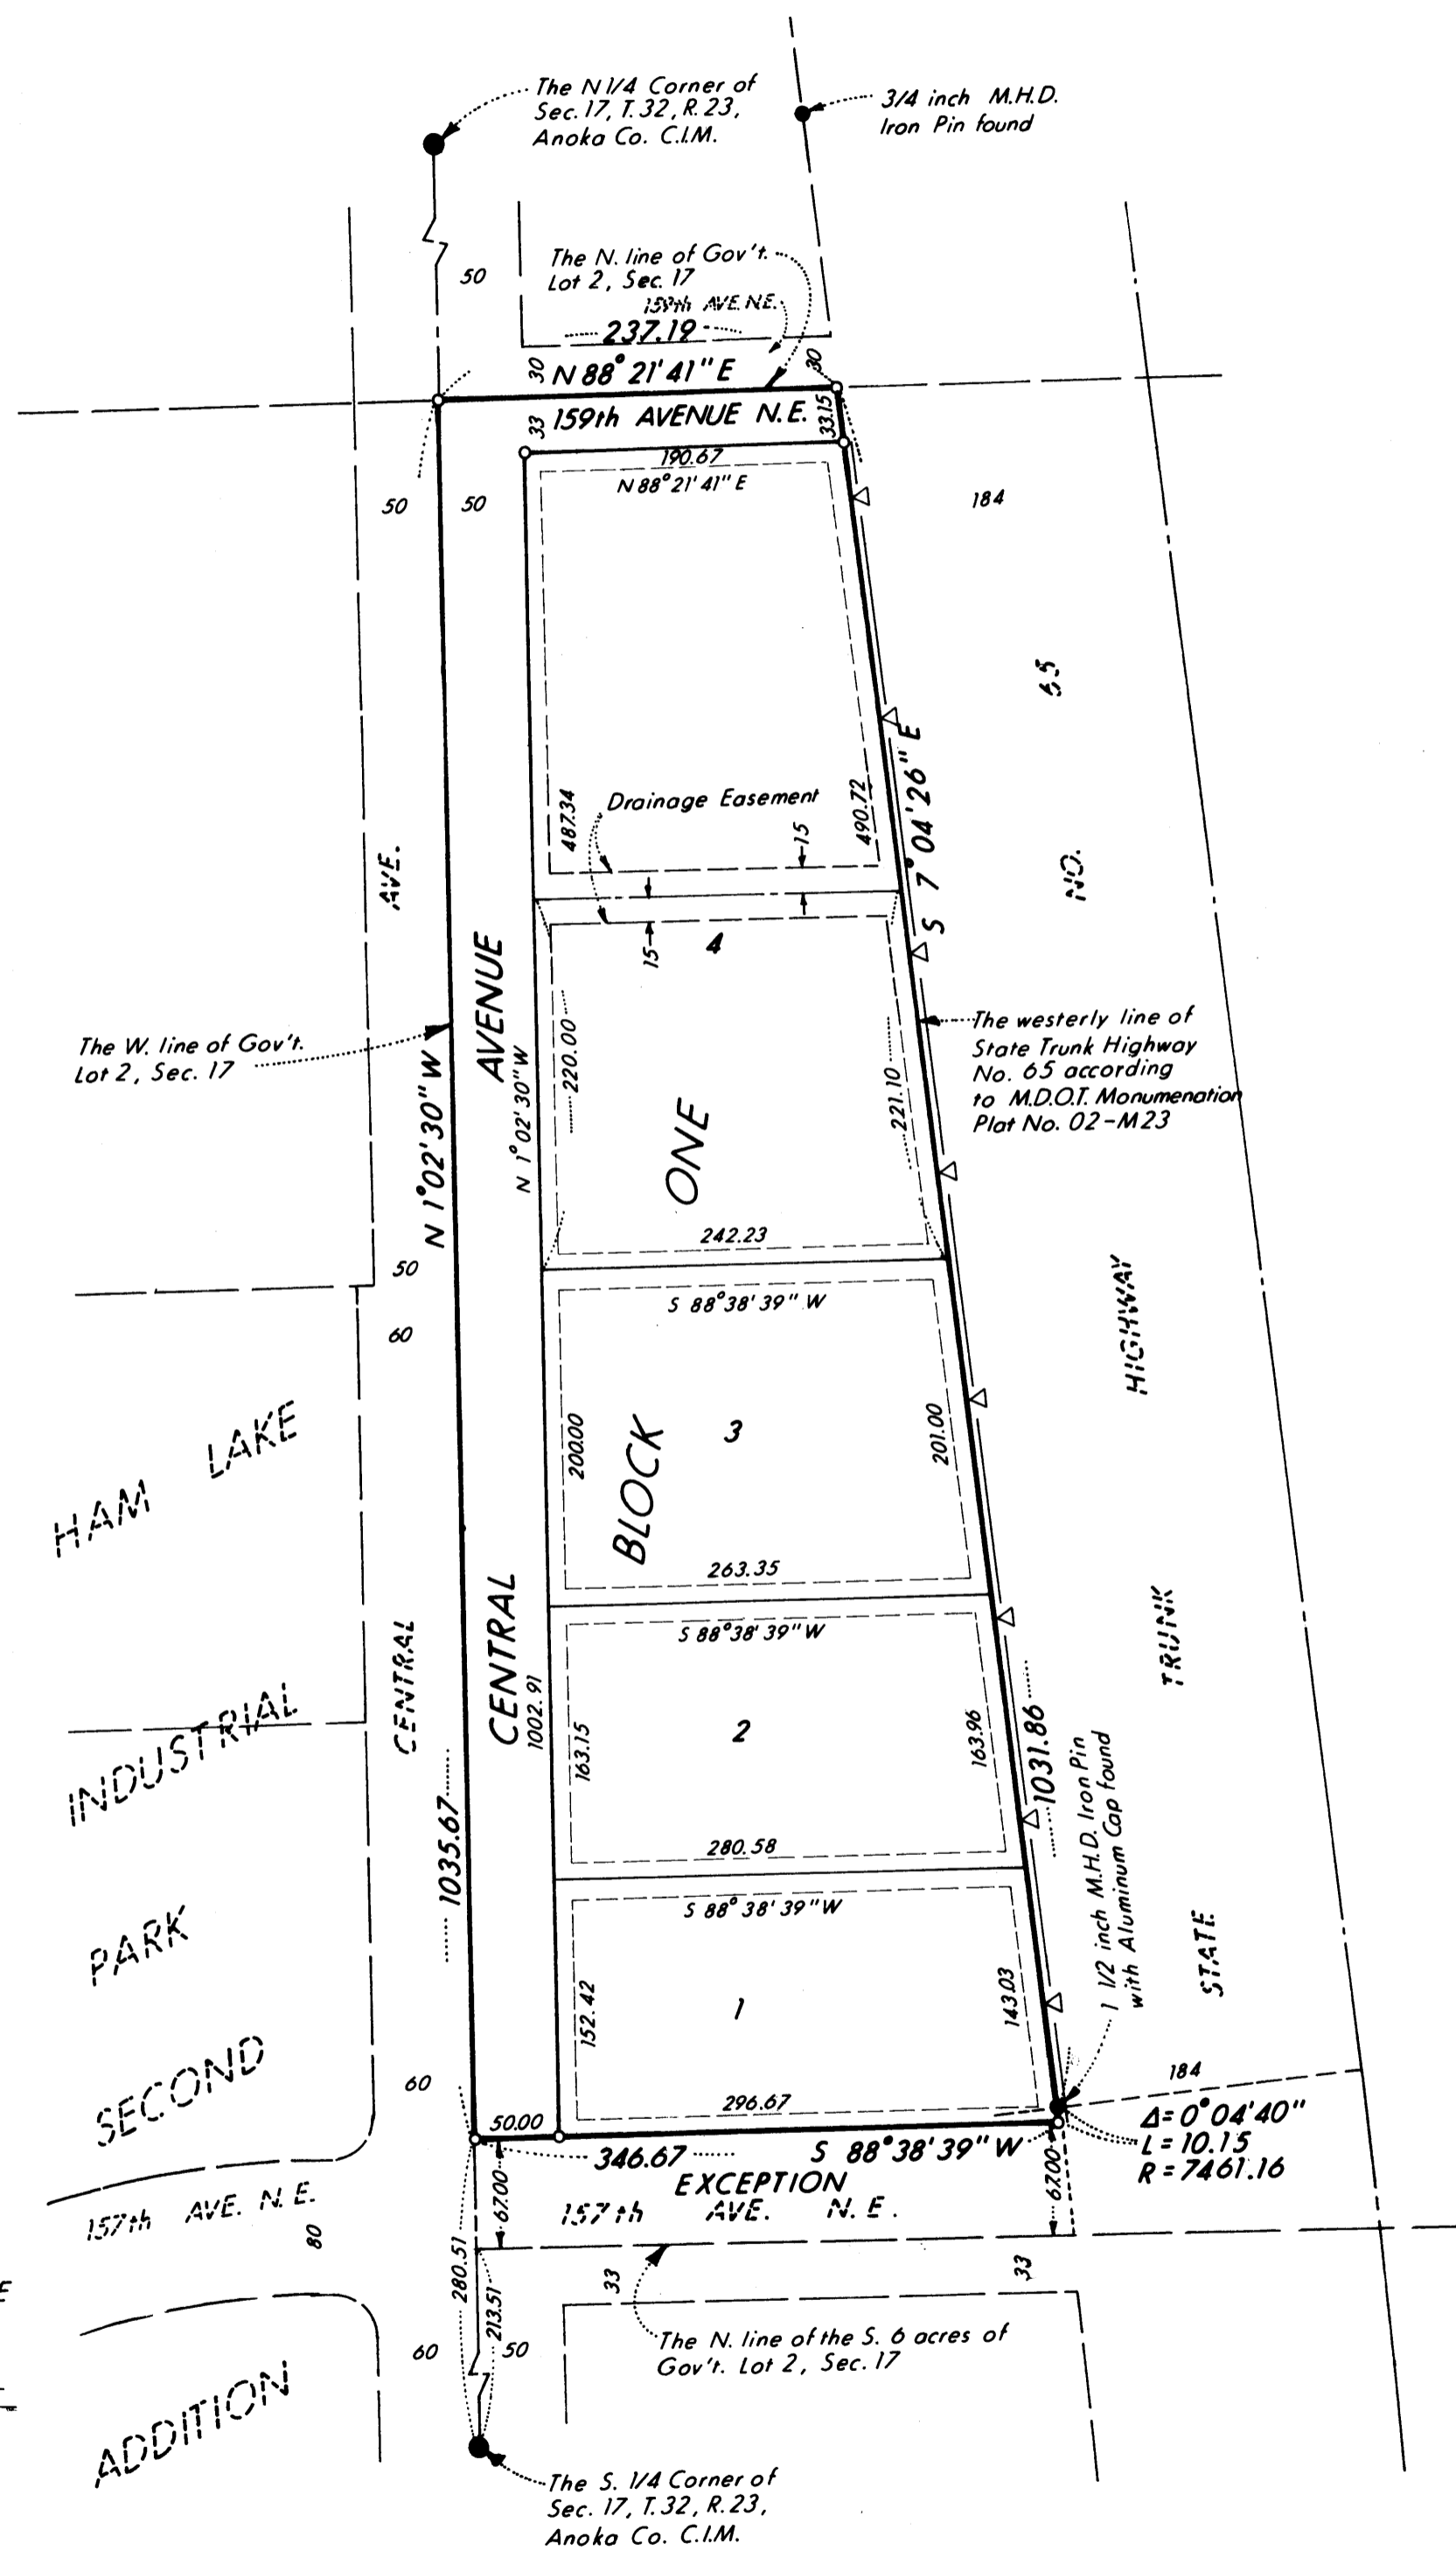 The N 1/4 Corner of
Sec. 17, T. 32, R. 23,
Anoka Co. C.I.M.
3/4 inch M.H.D.
Iron Pin found
50
The N. line of Gov't.
Lot 2, Sec. 17
159th AVE. N.E.
237.19
30
N 88° 21' 41" E
30
33
159th AVENUE N.E.
33.15
190.67
N 88° 21' 41" E
50
50
184
65
NO.
HIGHWAY
TRUNK
STATE
487.34
Drainage Easement
15
490.72
S 7° 04' 26" E
AVE.
CENTRAL
15
4
The W. line of Gov't.
Lot 2, Sec. 17
N 1° 02' 30" W
AVENUE
CENTRAL
N 1° 02' 30" W
220.00
221.10
The westerly line of
State Trunk Highway
No. 65 according
to M.D.O.T. Monumenation
Plat No. 02-M23
ONE
BLOCK
242.23
S 88° 38' 39" W
50
60
3
200.00
201.00
263.35
S 88° 38' 39" W
HAM LAKE
INDUSTRIAL
PARK
SECOND
ADDITION
1035.67
1002.91
2
163.15
163.96
1031.86
280.58
S 88° 38' 39" W
1 1/2 inch M.H.D. Iron Pin
with Aluminum Cap found
1
152.42
143.03
296.67
60
184
Δ = 0° 04' 40"
L = 10.15
R = 7461.16
50.00
346.67
S 88° 38' 39" W
EXCEPTION
157th AVE. N.E.
157th AVE. N.E.
80
67.00
67.00
280.51
213.51
33
33
60
50
The N. line of the S. 6 acres of
Gov't. Lot 2, Sec. 17
The S. 1/4 Corner of
Sec. 17, T. 32, R. 23,
Anoka Co. C.I.M.